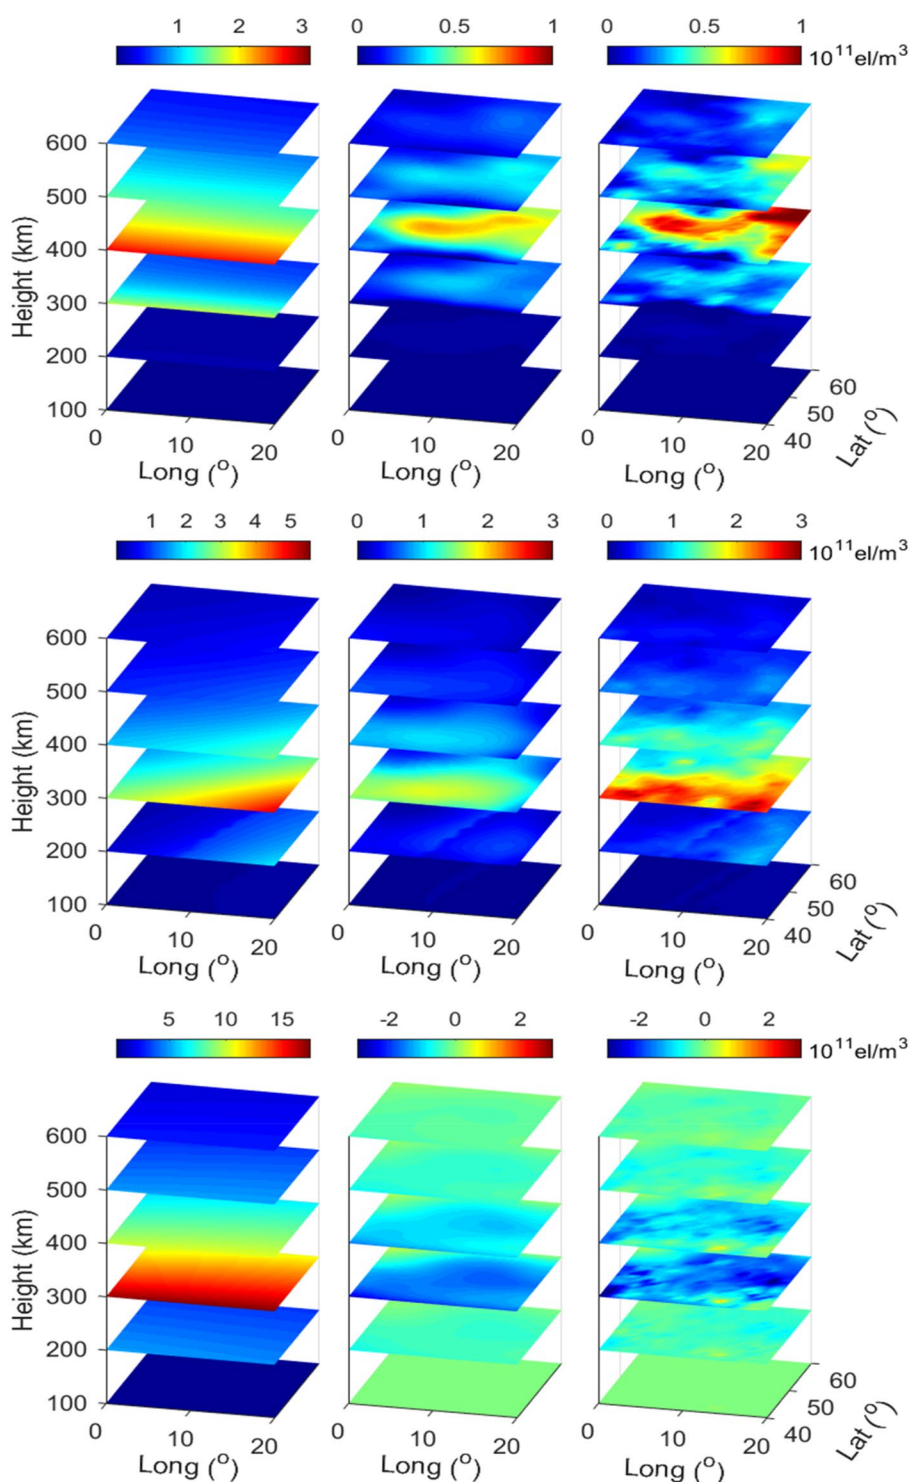 1 2 3 0 0.5 1 0 0.5 1
10¹¹el/m³
600
500
400
300
200
100
Height (km)
60
50
40
Lat (°)
0 10 20 0 10 20 0 10 20
Long (°) Long (°) Long (°)
1 2 3 4 5 0 1 2 3 0 1 2 3
10¹¹el/m³
600
500
400
300
200
100
Height (km)
60
50
40
Lat (°)
0 10 20 0 10 20 0 10 20
Long (°) Long (°) Long (°)
5 10 15 -2 0 2 -2 0 2
10¹¹el/m³
600
500
400
300
200
100
Height (km)
60
50
40
Lat (°)
0 10 20 0 10 20 0 10 20
Long (°) Long (°) Long (°)